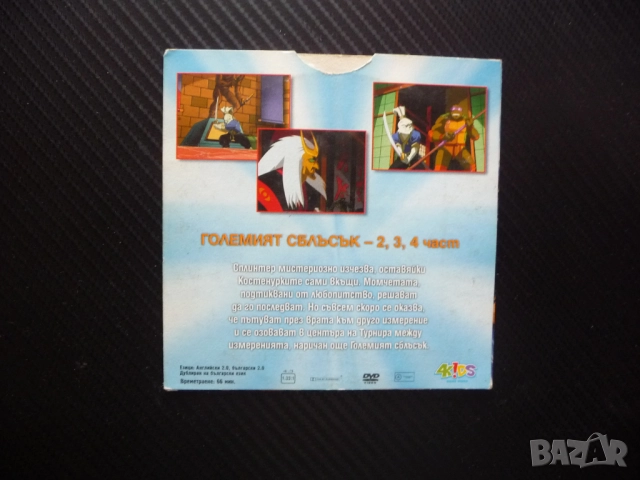 ГОЛЕМИЯТ СБЛЪСЪК – 2, 3, 4 част
Сплинтер мистериозно изчезва, оставяйки
Костенурките сами вкъщи. Момчетата,
подтиквани от любопитство, решават
да го последват. Но съвсем скоро се оказва,
че пътуват през врата към друго измерение
и се озовават в центъра на Турнира между
измеренията, наричан още Големият сблъсък.
Езици: Английски 2.0, Български 2.0
Дублиран на български език
Времетраене: 66 мин.
DVD
4KIDS
BAZAR